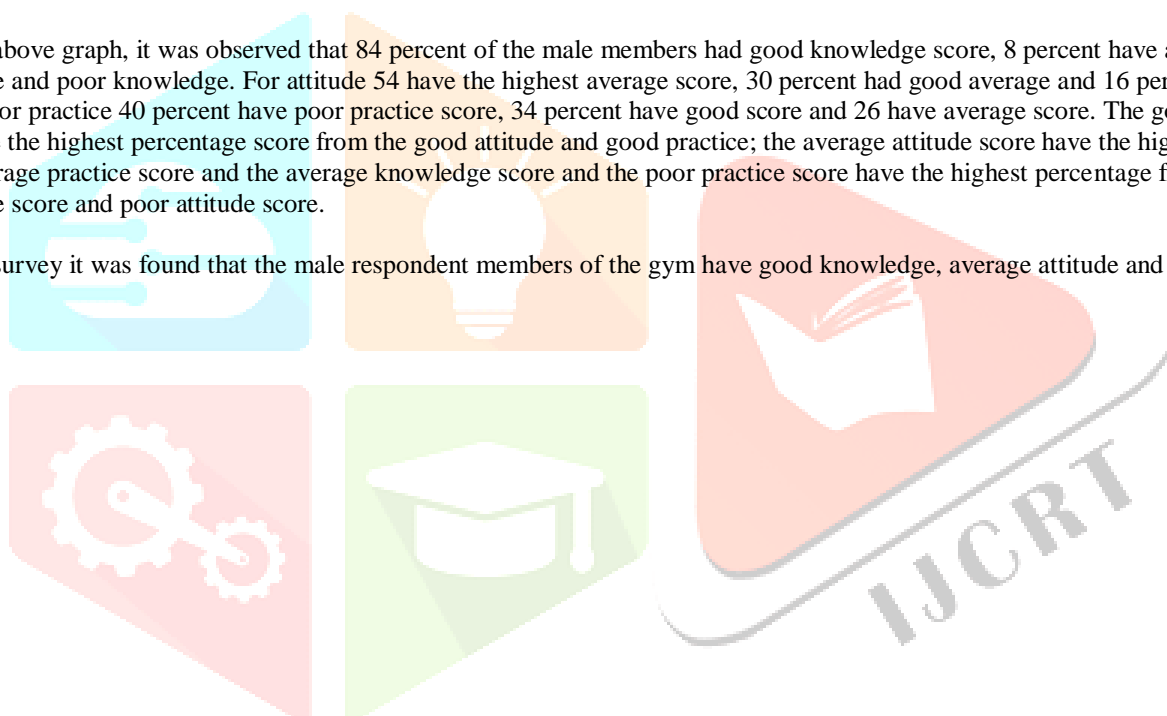 above graph, it was observed that 84 percent of the male members had good knowledge score, 8 percent have a
e and poor knowledge. For attitude 54 have the highest average score, 30 percent had good average and 16 per
or practice 40 percent have poor practice score, 34 percent have good score and 26 have average score. The go
the highest percentage score from the good attitude and good practice; the average attitude score have the hig
rage practice score and the average knowledge score and the poor practice score have the highest percentage f
e score and poor attitude score.
survey it was found that the male respondent members of the gym have good knowledge, average attitude and
IJCRT